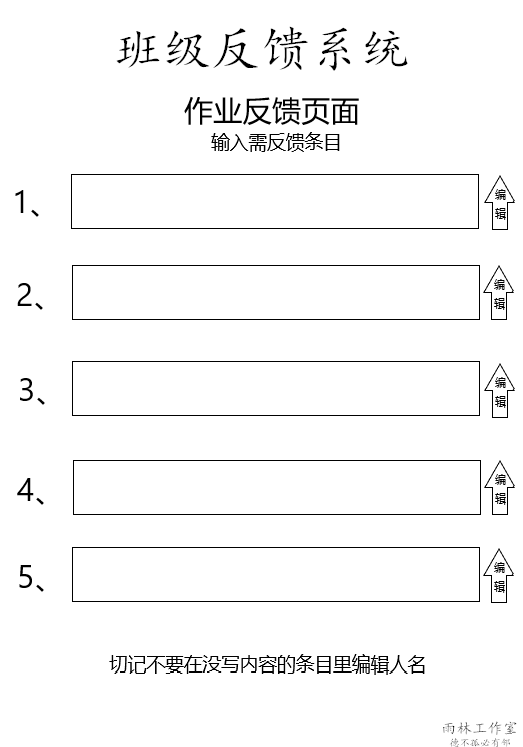 班级反馈系统
作业反馈页面
输入需反馈条目
1、
编辑
2、
编辑
3、
编辑
4、
编辑
5、
编辑
切记不要在没写内容的条目里编辑人名
雨林工作室
德不孤必有邻